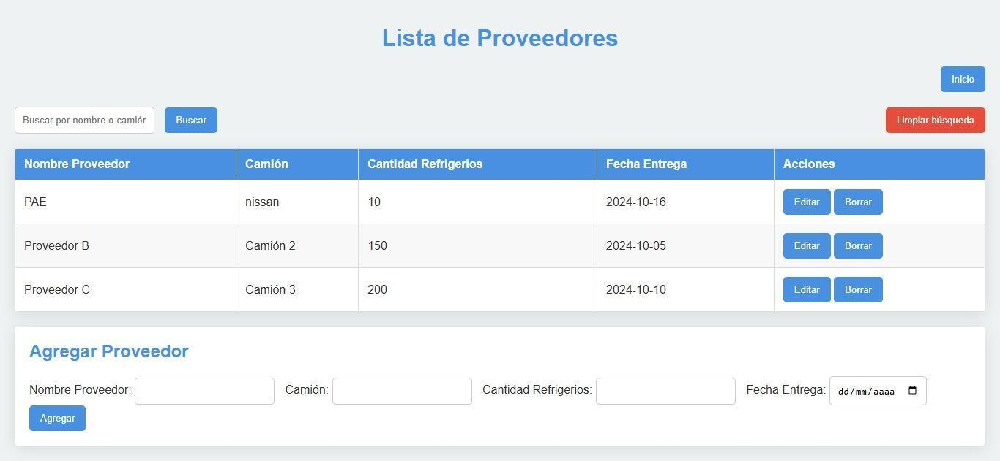 Lista de Proveedores
Inicio
Buscar por nombre o camión Buscar Limpiar búsqueda
Nombre Proveedor Camión Cantidad Refrigerios Fecha Entrega Acciones
PAE nissan 10 2024-10-16 Editar Borrar
Proveedor B Camión 2 150 2024-10-05 Editar Borrar
Proveedor C Camión 3 200 2024-10-10 Editar Borrar
Agregar Proveedor
Nombre Proveedor: Camión: Cantidad Refrigerios: Fecha Entrega: dd/mm/aaaa
Agregar